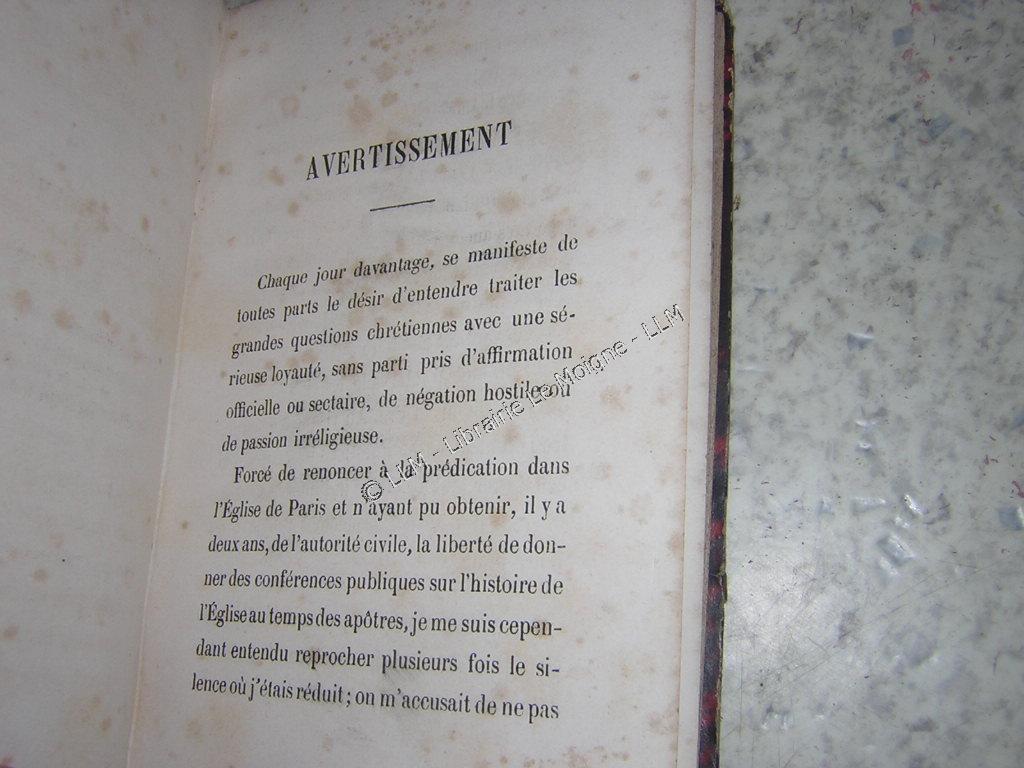 AVERTISSEMENT
Chaque jour davantage, se manifeste de
toutes parts le désir d'entendre traiter les
grandes questions chrétiennes avec une sé-
rieuse loyauté, sans parti pris d'affirmation
officielle ou sectaire, de négation hostile ou
de passion irréligieuse.
Forcé de renoncer à la prédication dans
l'Église de Paris et n'ayant pu obtenir, il y a
deux ans, de l'autorité civile, la liberté de don-
ner des conférences publiques sur l'histoire de
l'Église au temps des apôtres, je me suis cepen-
dant entendu reprocher plusieurs fois le si-
lence où j'étais réduit ; on m'accusait de ne pas
© LLM - Librairie Le Moigne - LLM